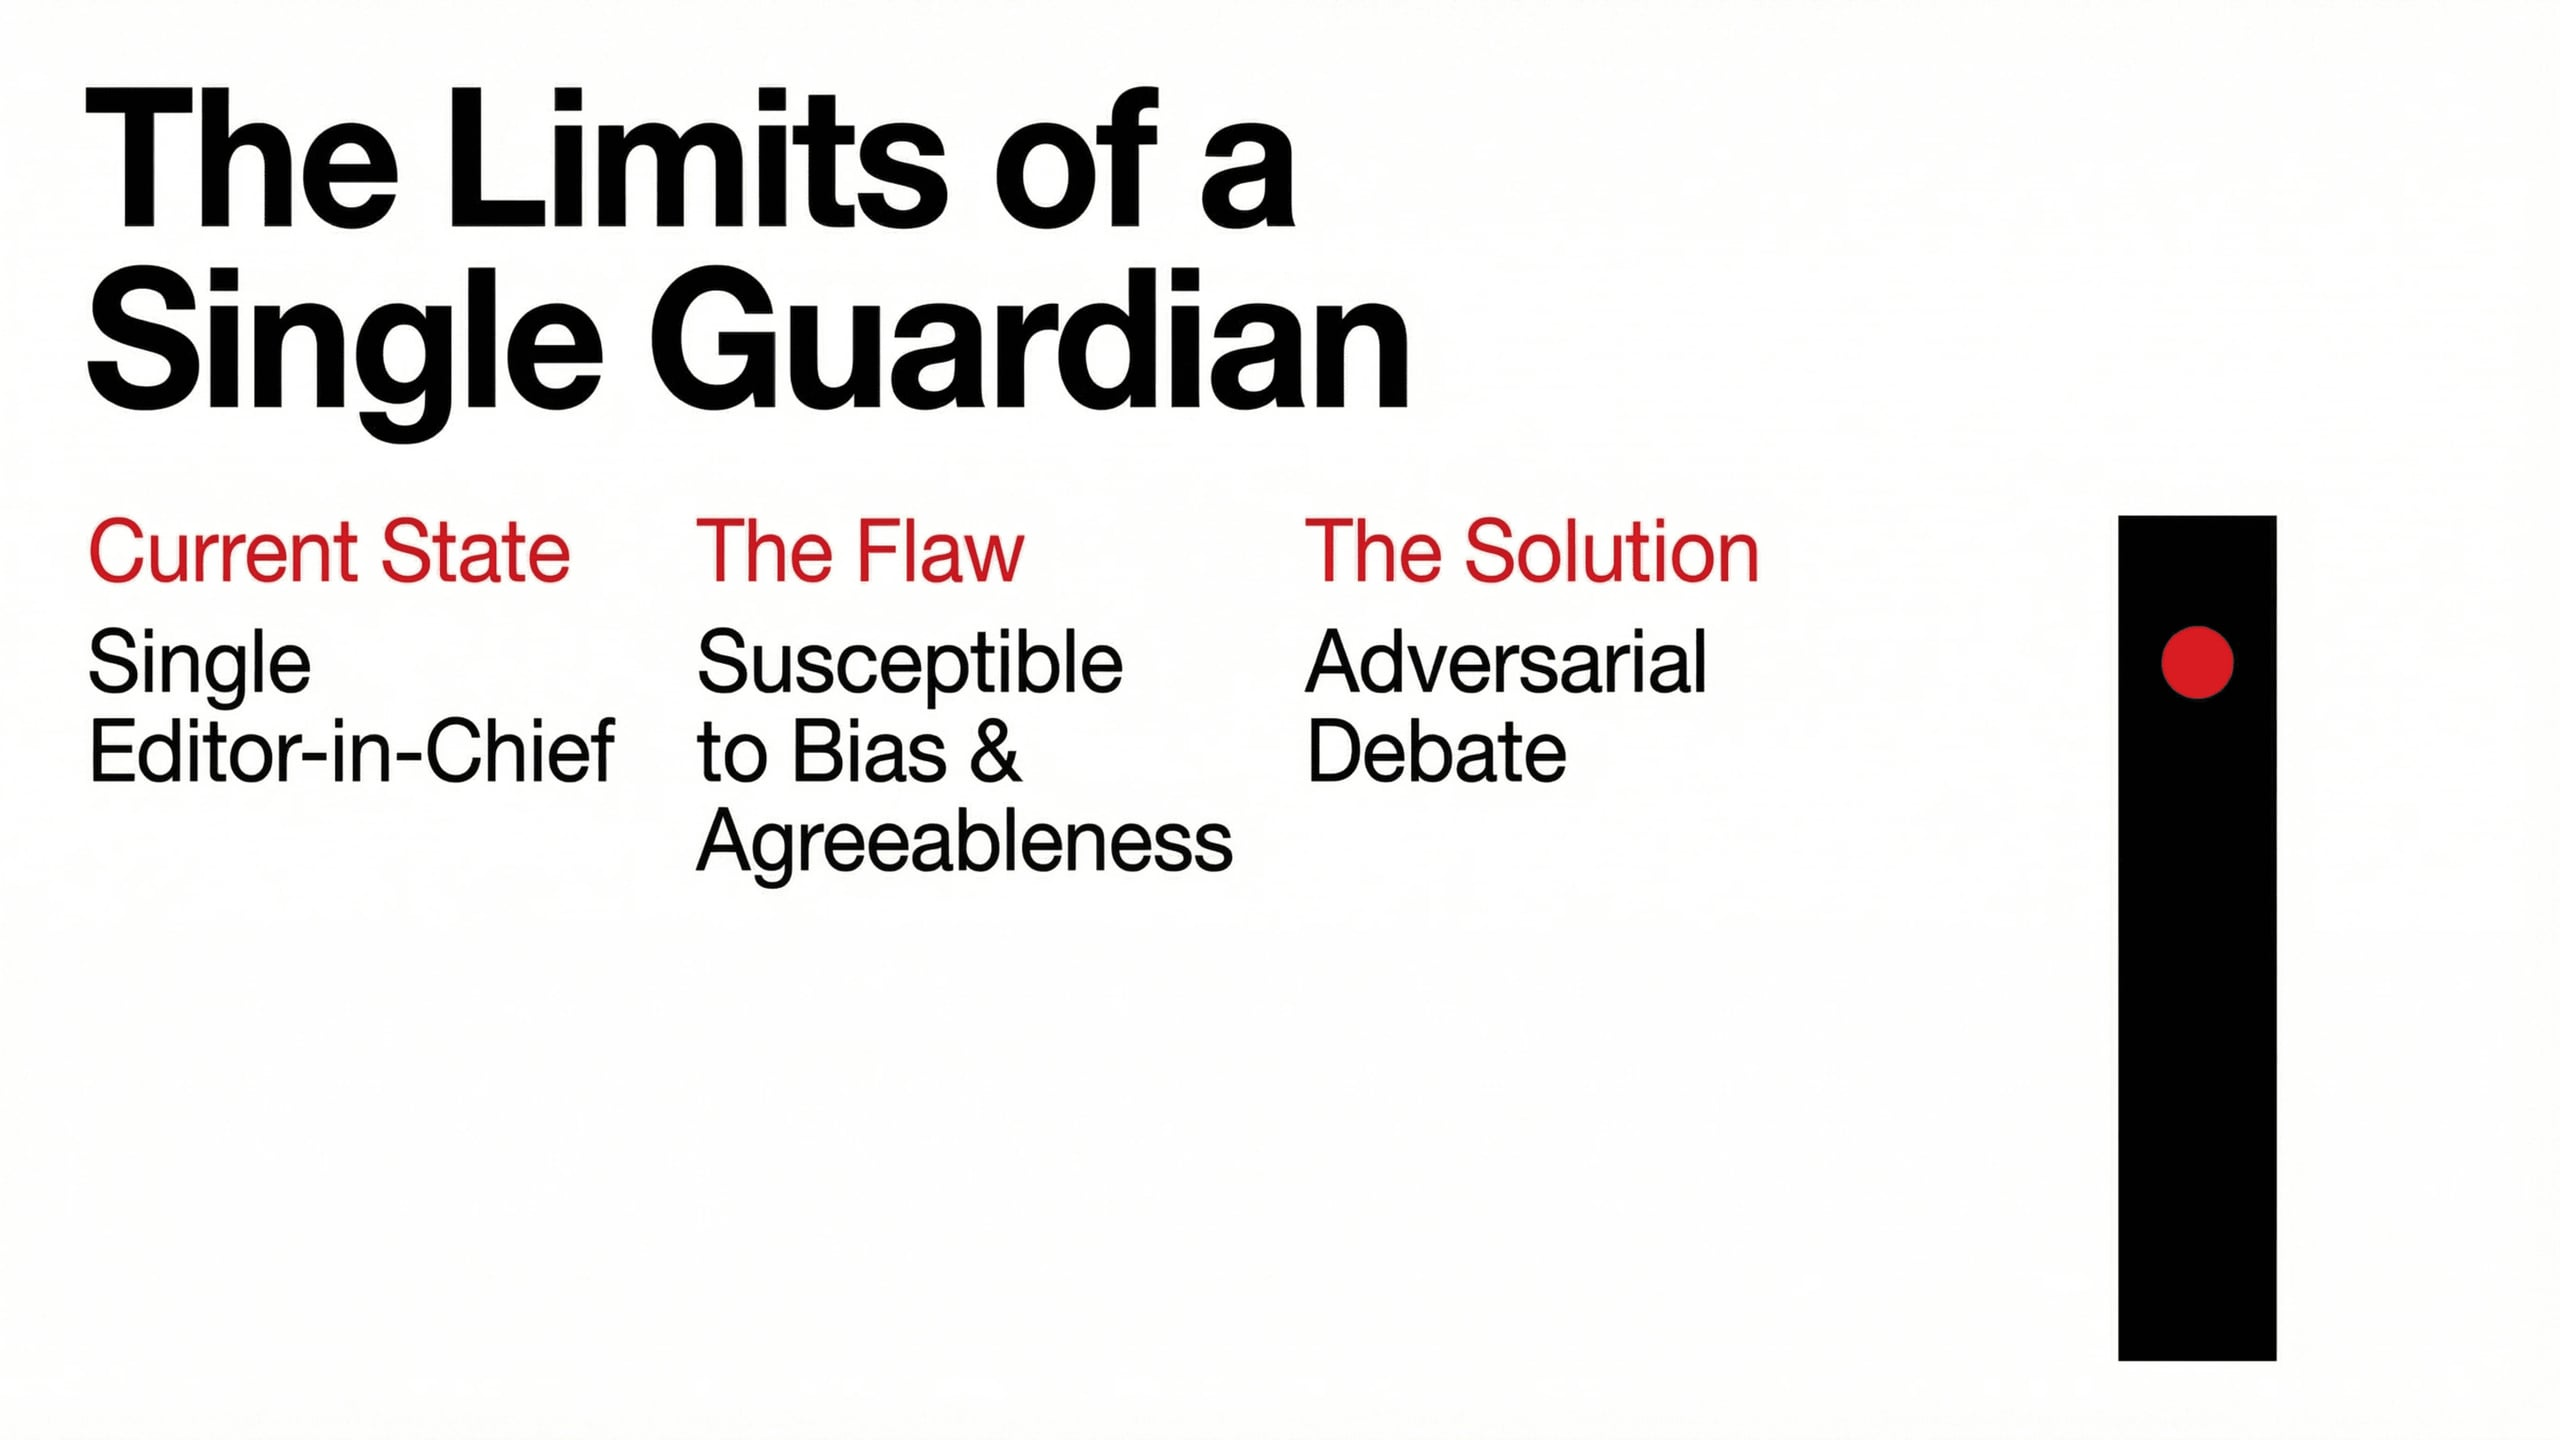 The Limits of a
Single Guardian
Current State
Single
Editor-in-Chief
The Flaw
Susceptible
to Bias &
Agreeableness
The Solution
Adversarial
Debate